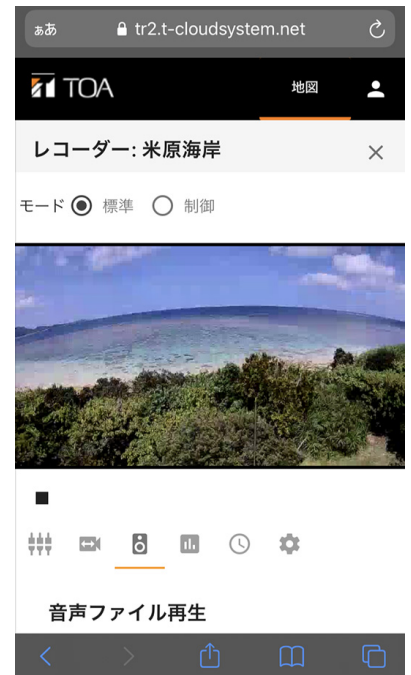 ぁあ tr2.t-cloudsystem.net
TOA 地図
レコーダー: 米原海岸
モード 標準 制御
音声ファイル再生